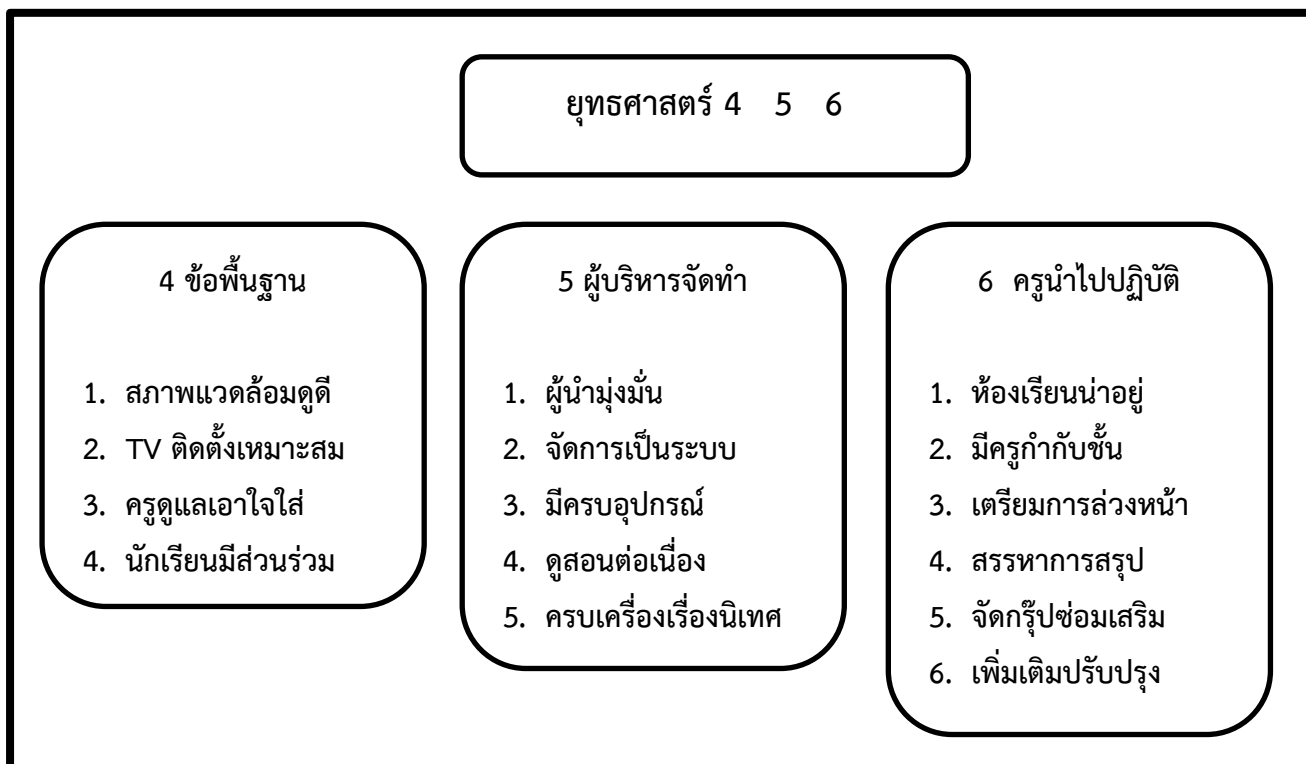 ยุทธศาสตร์ 4 5 6
4 ข้อพื้นฐาน
1. สภาพแวดล้อมดูดี
2. TV ติดตั้งเหมาะสม
3. ครูดูแลเอาใจใส่
4. นักเรียนมีส่วนร่วม
5 ผู้บริหารจัดทำ
1. ผู้นำมุ่งมั่น
2. จัดการเป็นระบบ
3. มีครบอุปกรณ์
4. ดูสอนต่อเนื่อง
5. ครบเครื่องเรื่องนิเทศ
6 ครูนำไปปฏิบัติ
1. ห้องเรียนน่าอยู่
2. มีครูกำกับชั้น
3. เตรียมการล่วงหน้า
4. สรรหาการสรุป
5. จัดกรุ๊ปซ่อมเสริม
6. เพิ่มเติมปรับปรุง